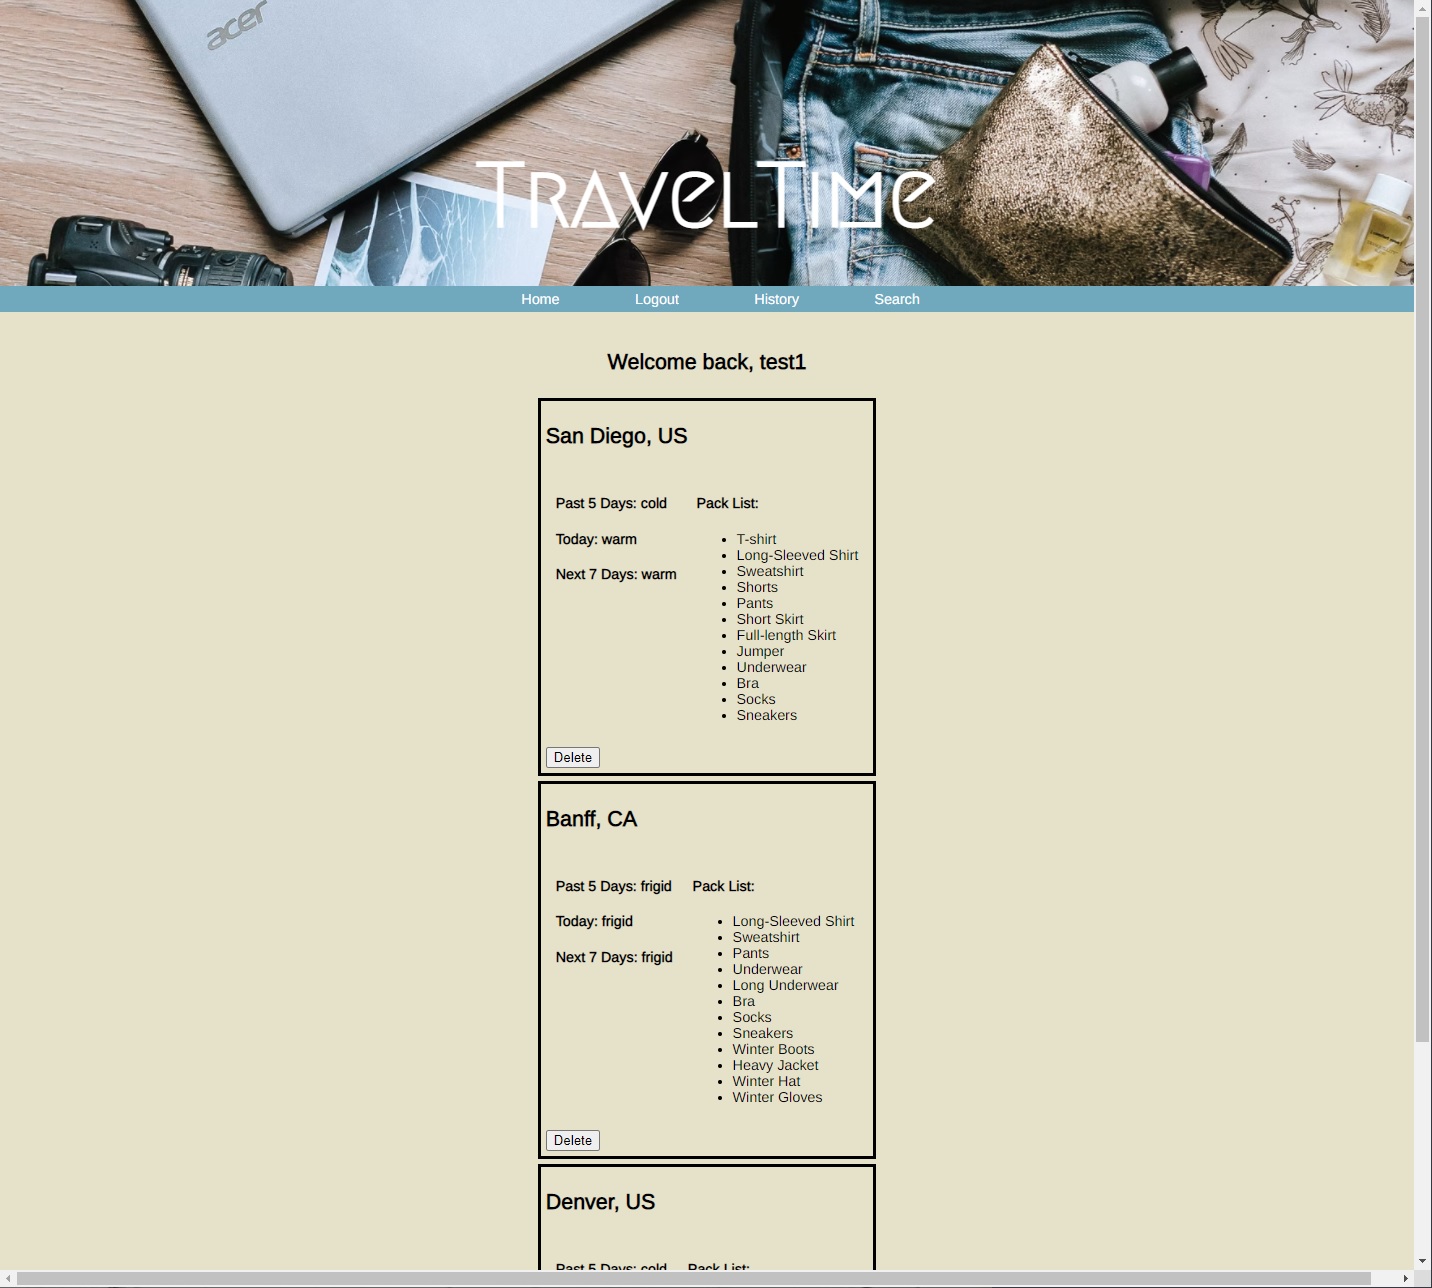 acer
TravelTime
Home Logout History Search
Welcome back, test1
San Diego, US
Past 5 Days: cold
Today: warm
Next 7 Days: warm
Pack List:
T-shirt
Long-Sleeved Shirt
Sweatshirt
Shorts
Pants
Short Skirt
Full-length Skirt
Jumper
Underwear
Bra
Socks
Sneakers
Delete
Banff, CA
Past 5 Days: frigid
Today: frigid
Next 7 Days: frigid
Pack List:
Long-Sleeved Shirt
Sweatshirt
Pants
Underwear
Long Underwear
Bra
Socks
Sneakers
Winter Boots
Heavy Jacket
Winter Hat
Winter Gloves
Delete
Denver, US
Past 5 Days: cold
Pack List: